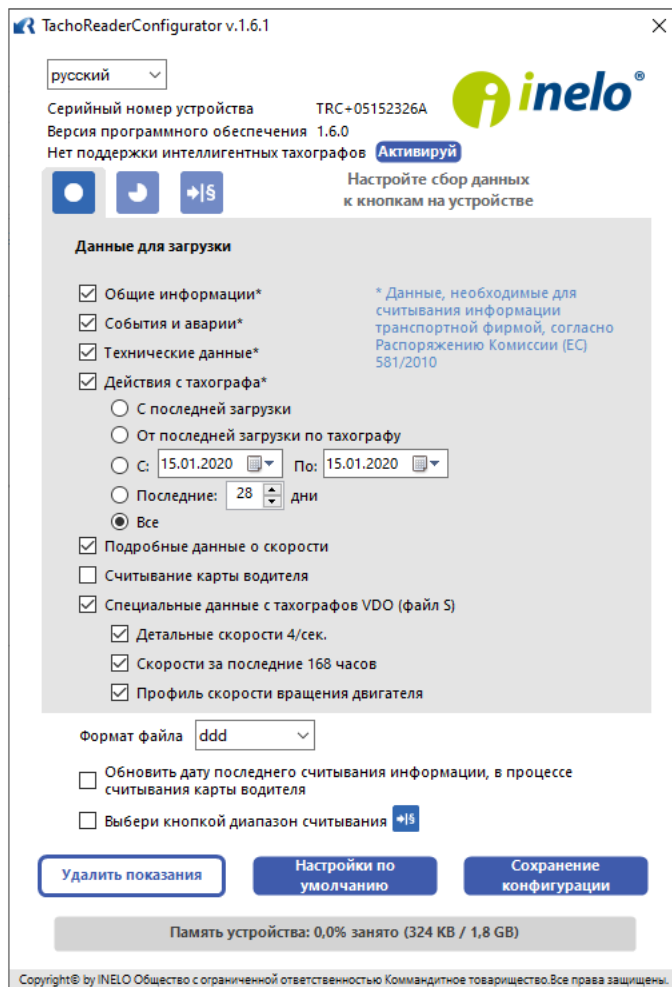 TachoReaderConfigurator v.1.6.1
русский
inelo®
Серийный номер устройства TRC+05152326A
Версия программного обеспечения 1.6.0
Нет поддержки интеллигентных тахографов Активируй
→|§
Настройте сбор данных
к кнопкам на устройстве
Данные для загрузки
Общие информации*
События и аварии*
Технические данные*
Действия с тахографа*
* Данные, необходимые для
считывания информации
транспортной фирмой, согласно
Распоряжению Комиссии (ЕС)
581/2010
С последней загрузки
От последней загрузки по тахографу
С: 15.01.2020 По: 15.01.2020
Последние: 28 дни
Все
Подробные данные о скорости
Считывание карты водителя
Специальные данные с тахографов VDO (файл S)
Детальные скорости 4/сек.
Скорости за последние 168 часов
Профиль скорости вращения двигателя
Формат файла ddd
Обновить дату последнего считывания информации, в процессе
считывания карты водителя
Выбери кнопкой диапазон считывания →|§
Удалить показания
Настройки по
умолчанию
Сохранение
конфигурации
Память устройства: 0,0% занято (324 KB / 1,8 GB)
Copyright© by INELO Общество с ограниченной ответственностью Коммандитное товарищество.Все права защищены.